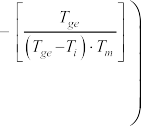 − [ T_ge / ((T_ge − T_i) · T_m) ] )